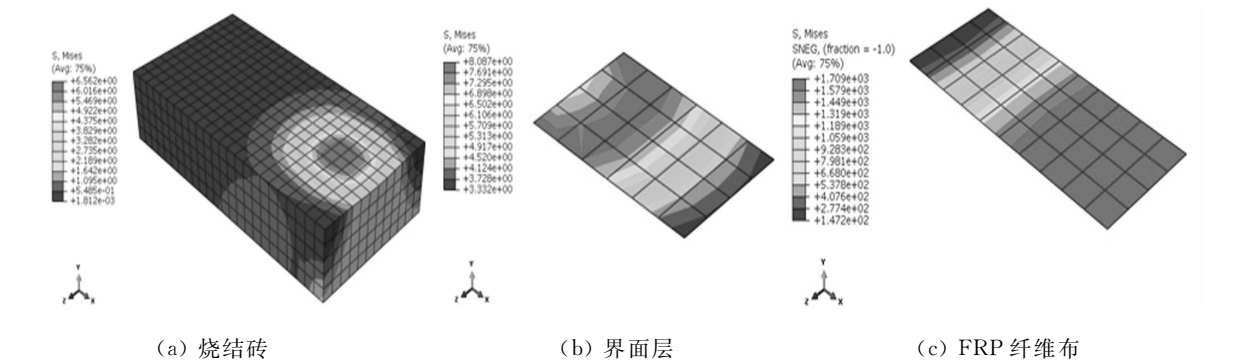 S, Mises
(Avg: 75%)
+6.562e+00
+6.016e+00
+5.469e+00
+4.922e+00
+4.375e+00
+3.829e+00
+3.282e+00
+2.735e+00
+2.189e+00
+1.642e+00
+1.095e+00
+5.485e-01
+1.812e-03
Y
Z
X
S, Mises
(Avg: 75%)
+8.087e+00
+7.691e+00
+7.295e+00
+6.898e+00
+6.502e+00
+6.106e+00
+5.709e+00
+5.313e+00
+4.917e+00
+4.520e+00
+4.124e+00
+3.728e+00
+3.332e+00
Y
Z
X
S, Mises
SNEG, (fraction = -1.0)
(Avg: 75%)
+1.709e+03
+1.579e+03
+1.449e+03
+1.319e+03
+1.189e+03
+1.059e+03
+9.283e+02
+7.981e+02
+6.680e+02
+5.378e+02
+4.076e+02
+2.774e+02
+1.472e+02
Y
Z
X
(a) 烧结砖
(b) 界面层
(c) FRP 纤维布